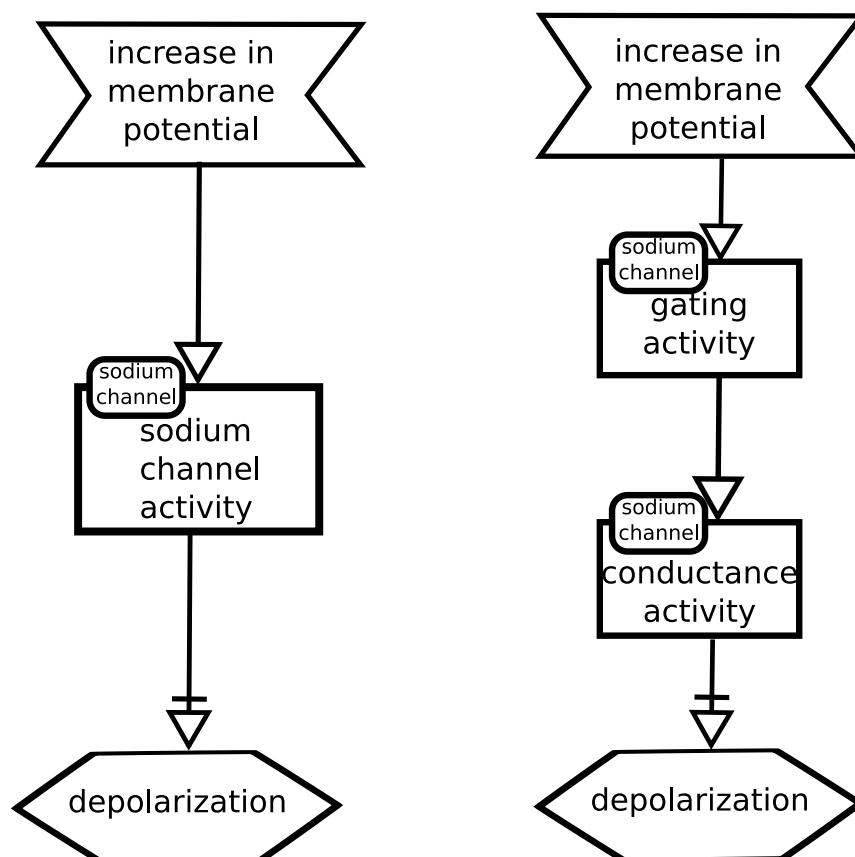 increase in
membrane
potential
sodium
channel
sodium
channel
activity
depolarization
increase in
membrane
potential
sodium
channel
gating
activity
sodium
channel
conductance
activity
depolarization